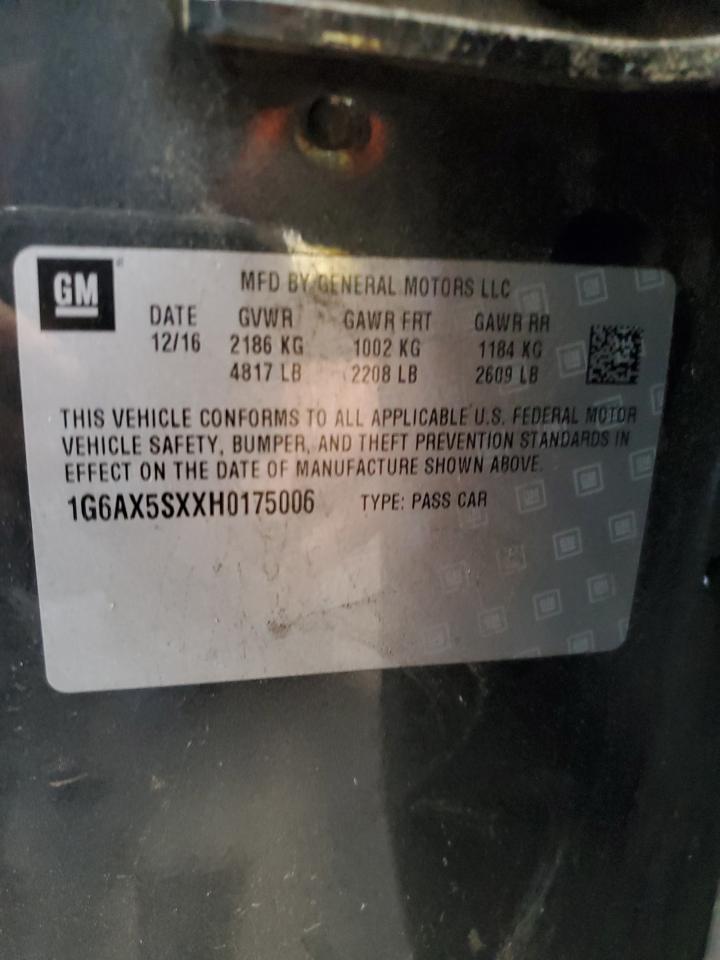 GM
MFD BY GENERAL MOTORS LLC
DATE GVWR GAWR FRT GAWR RR
12/16 2186 KG 1002 KG 1184 KG
4817 LB 2208 LB 2609 LB
THIS VEHICLE CONFORMS TO ALL APPLICABLE U.S. FEDERAL MOTOR
VEHICLE SAFETY, BUMPER, AND THEFT PREVENTION STANDARDS IN
EFFECT ON THE DATE OF MANUFACTURE SHOWN ABOVE.
1G6AX5SXXH0175006 TYPE: PASS CAR